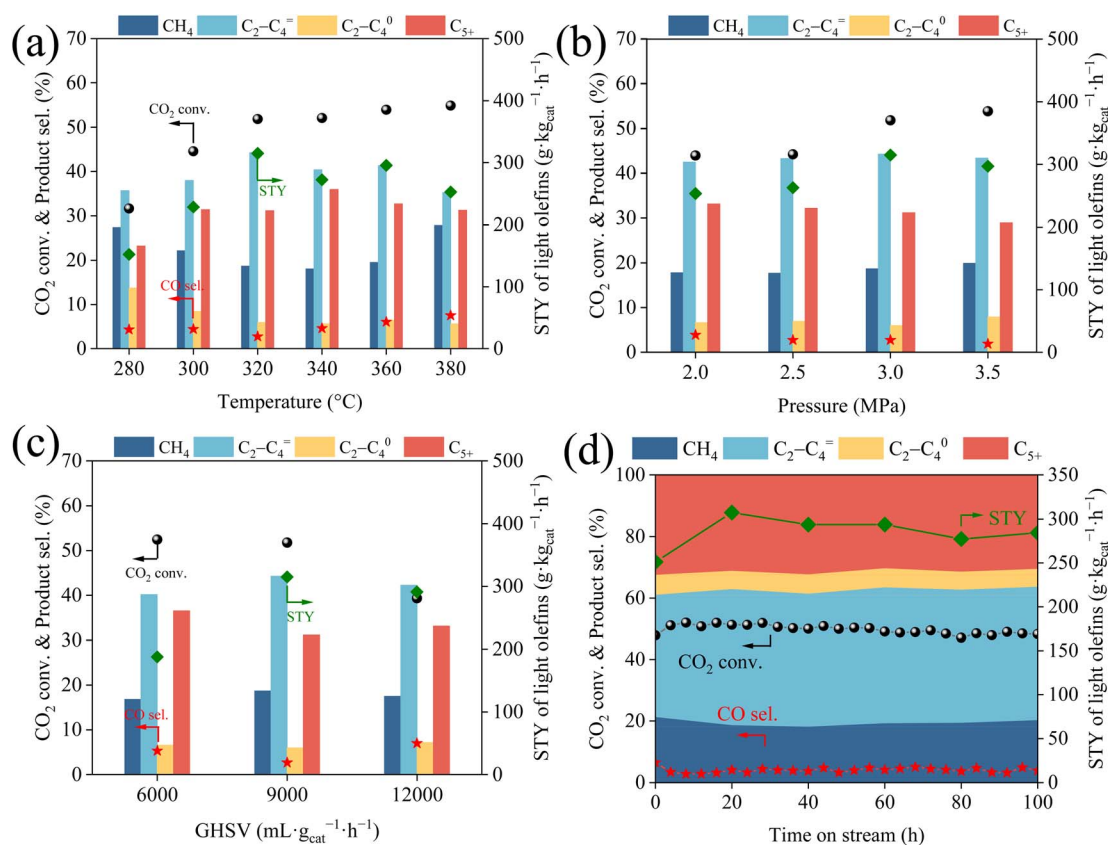 (a)
CH₄ C₂–C₄⁼ C₂–C₄⁰ C₅₊
CO₂ conv. & Product sel. (%)
70
60
50
40
30
20
10
0
CO₂ conv.
STY
CO sel.
500
400
300
200
100
0
STY of light olefins (g·kg_cat⁻¹·h⁻¹)
280 300 320 340 360 380
Temperature (°C)
(b)
CH₄ C₂–C₄⁼ C₂–C₄⁰ C₅₊
CO₂ conv. & Product sel. (%)
70
60
50
40
30
20
10
0
500
400
300
200
100
0
STY of light olefins (g·kg_cat⁻¹·h⁻¹)
2.0 2.5 3.0 3.5
Pressure (MPa)
(c)
CH₄ C₂–C₄⁼ C₂–C₄⁰ C₅₊
CO₂ conv. & Product sel. (%)
70
60
50
40
30
20
10
0
CO₂ conv.
STY
CO sel.
500
400
300
200
100
0
STY of light olefins (g·kg_cat⁻¹·h⁻¹)
6000 9000 12000
GHSV (mL·g_cat⁻¹·h⁻¹)
(d)
CH₄ C₂–C₄⁼ C₂–C₄⁰ C₅₊
CO₂ conv. & Product sel. (%)
100
80
60
40
20
0
STY
CO₂ conv.
CO sel.
350
300
250
200
150
100
50
0
STY of light olefins (g·kg_cat⁻¹·h⁻¹)
0 20 40 60 80 100
Time on stream (h)